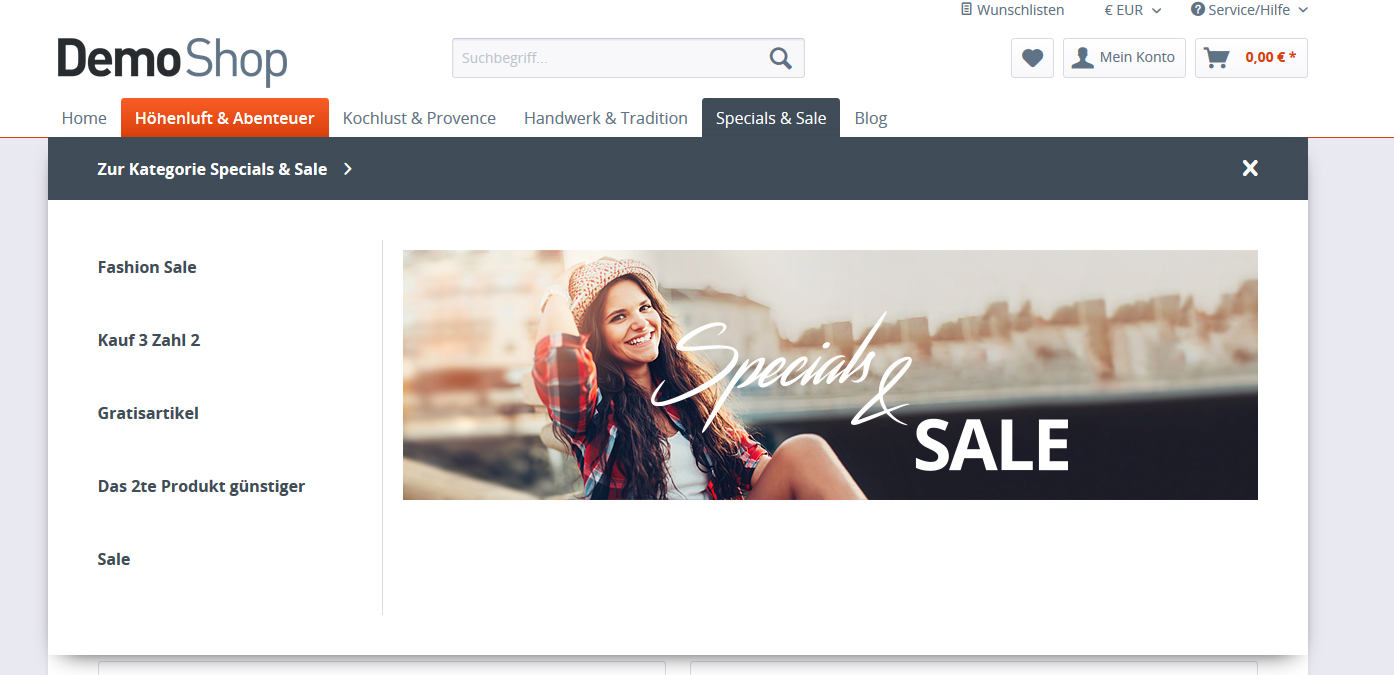 Wunschlisten € EUR Service/Hilfe
DemoShop
Suchbegriff...
Mein Konto
0,00 € *
Home Höhenluft & Abenteuer Kochlust & Provence Handwerk & Tradition Specials & Sale Blog
Zur Kategorie Specials & Sale
Fashion Sale
Kauf 3 Zahl 2
Gratisartikel
Das 2te Produkt günstiger
Sale
Specials &
SALE